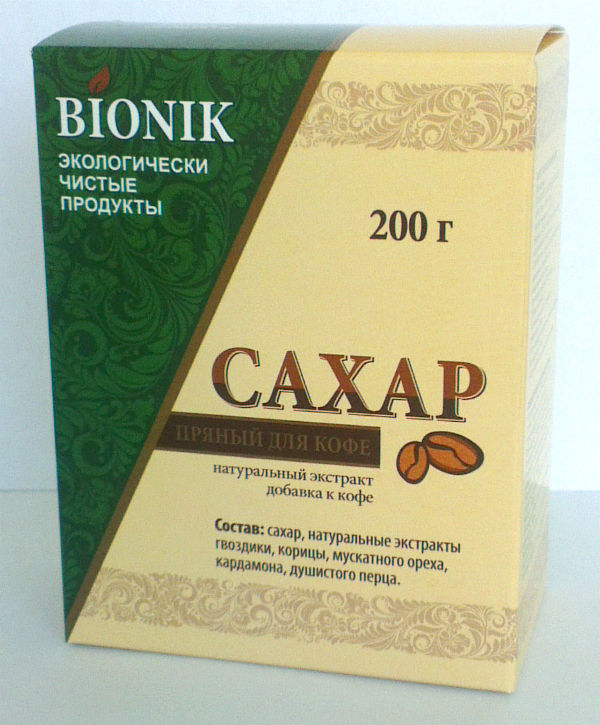 BIONIK
ЭКОЛОГИЧЕСКИ
ЧИСТЫЕ
ПРОДУКТЫ
200 г
САХАР
ПРЯНЫЙ ДЛЯ КОФЕ
натуральный экстракт
добавка к кофе
Состав: сахар, натуральные экстракты
гвоздики, корицы, мускатного ореха,
кардамона, душистого перца.